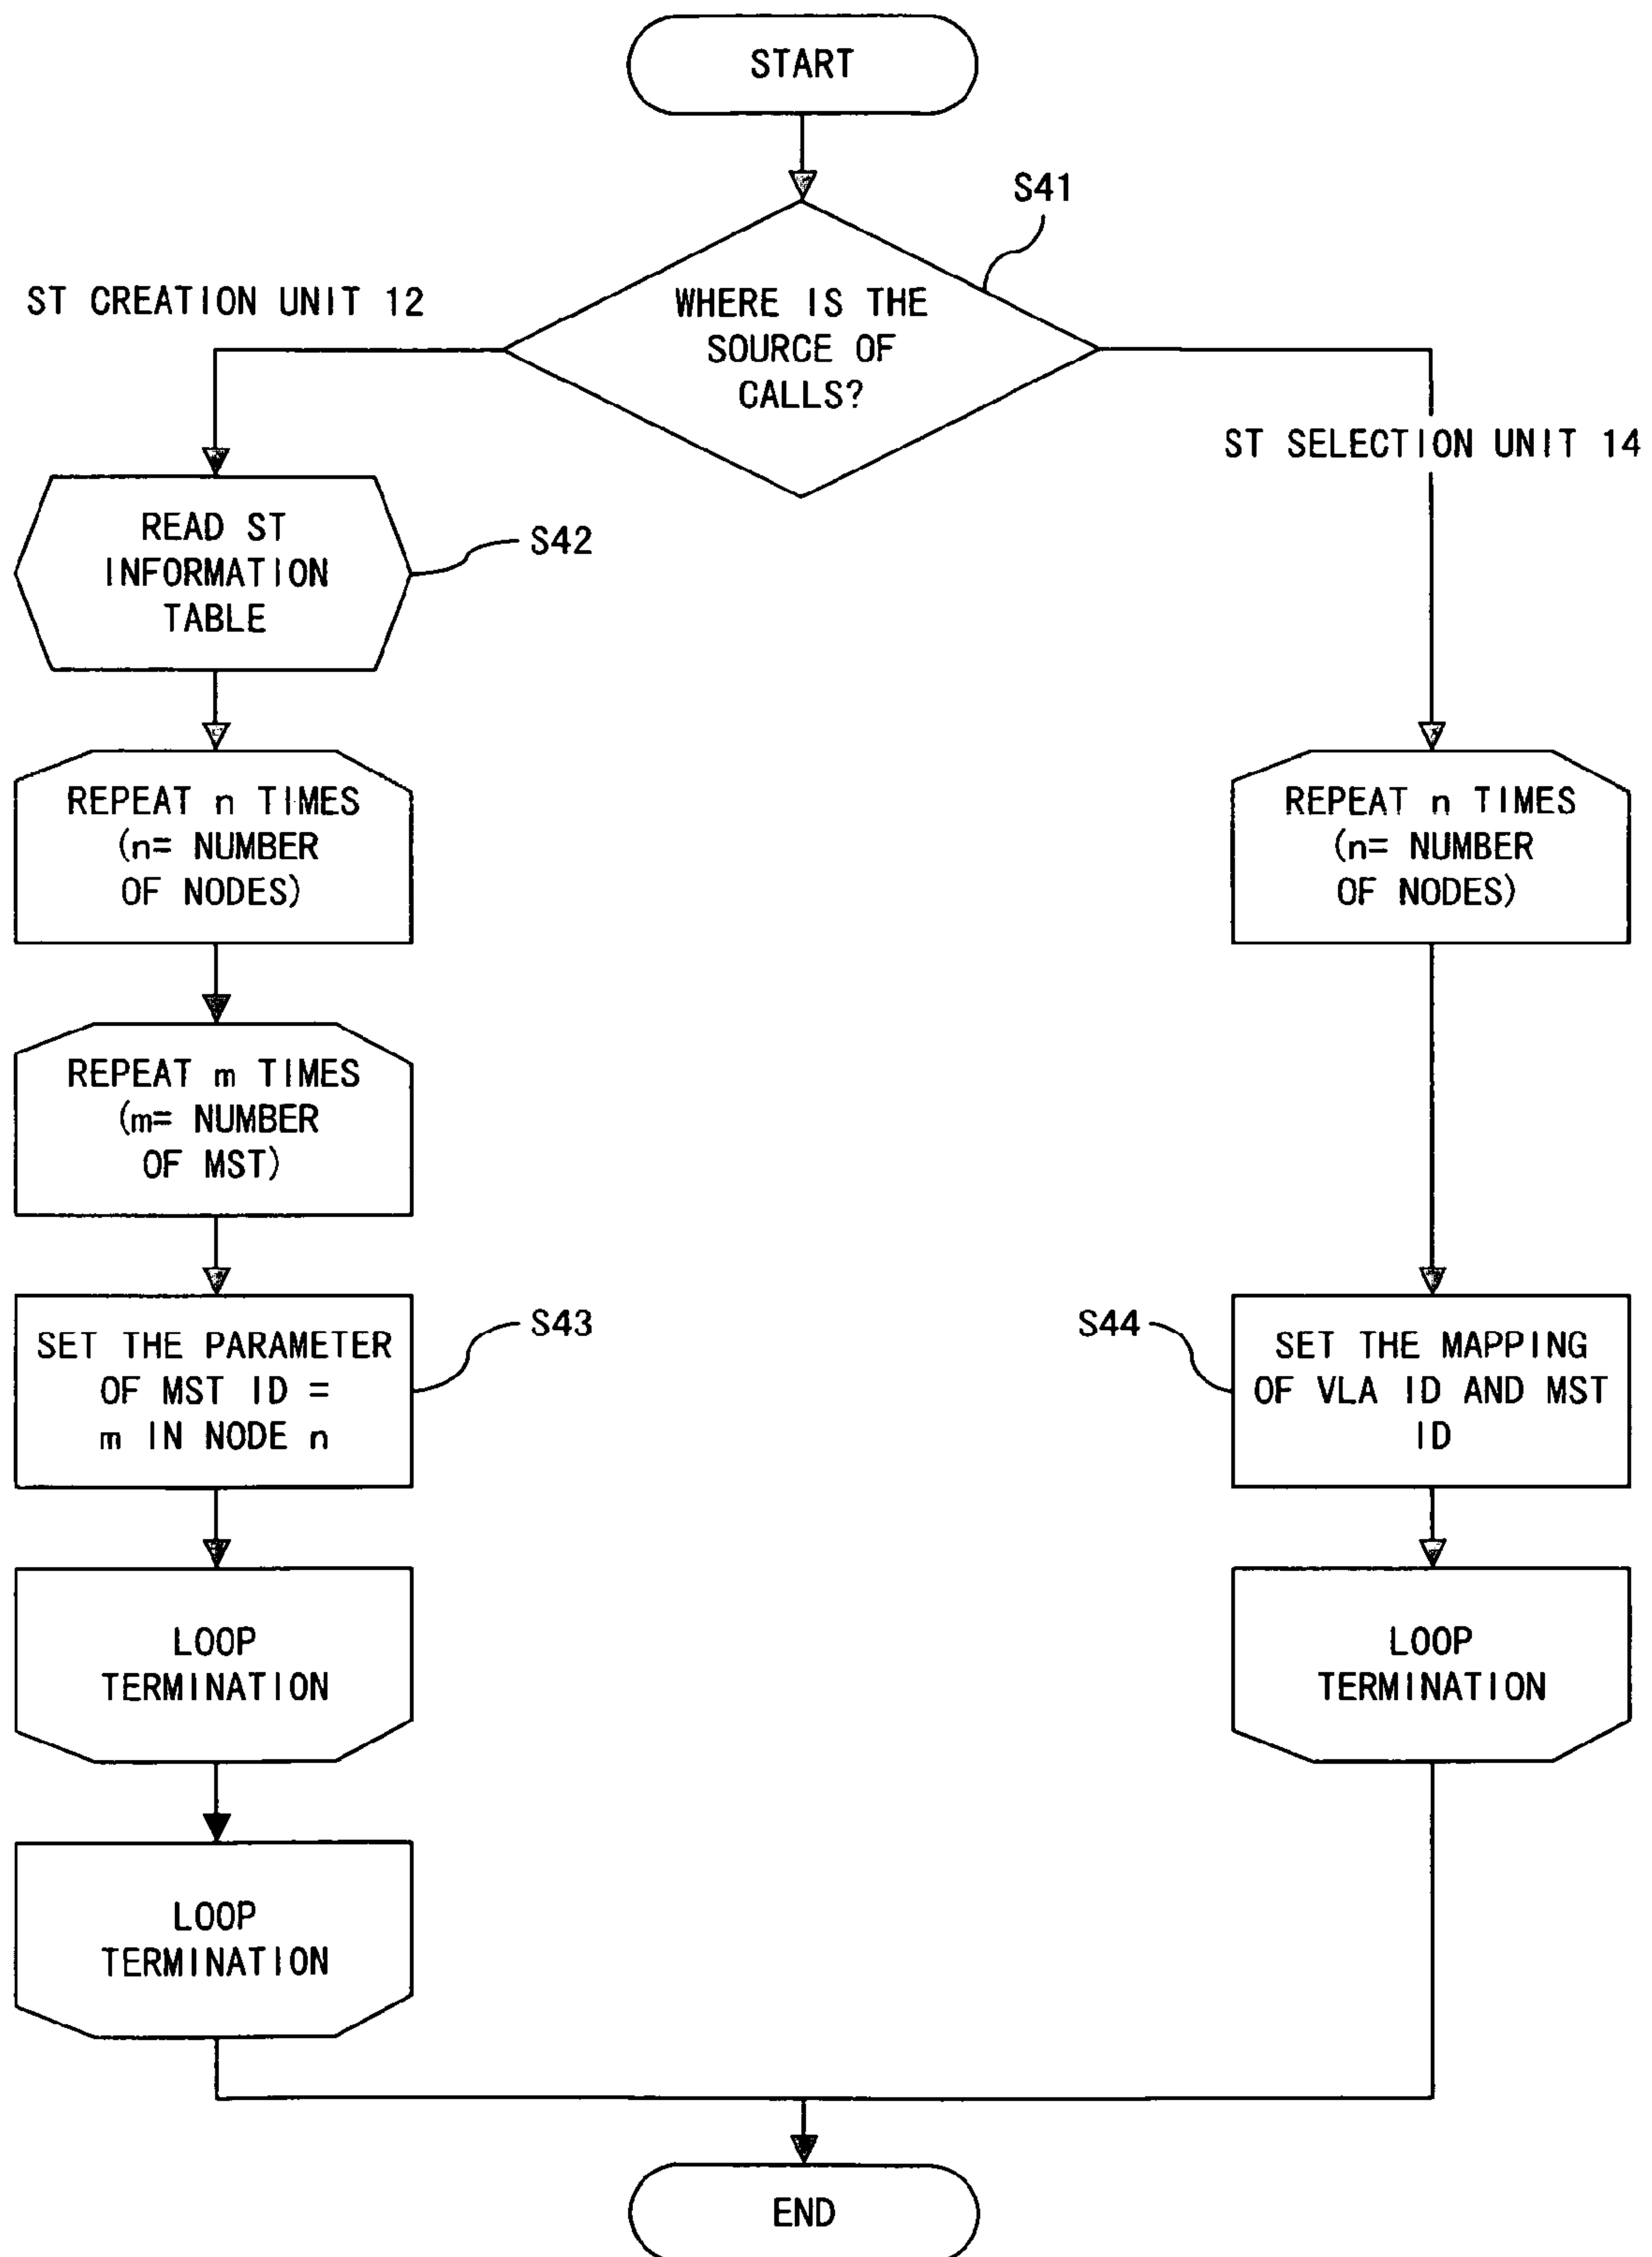 START
S41
ST CREATION UNIT 12
WHERE IS THE
SOURCE OF
CALLS?
ST SELECTION UNIT 14
READ ST
INFORMATION
TABLE
S42
REPEAT n TIMES
(n= NUMBER
OF NODES)
REPEAT n TIMES
(n= NUMBER
OF NODES)
REPEAT m TIMES
(m= NUMBER
OF MST)
SET THE PARAMETER
OF MST ID =
m IN NODE n
S43
S44
SET THE MAPPING
OF VLA ID AND MST
ID
LOOP
TERMINATION
LOOP
TERMINATION
LOOP
TERMINATION
END